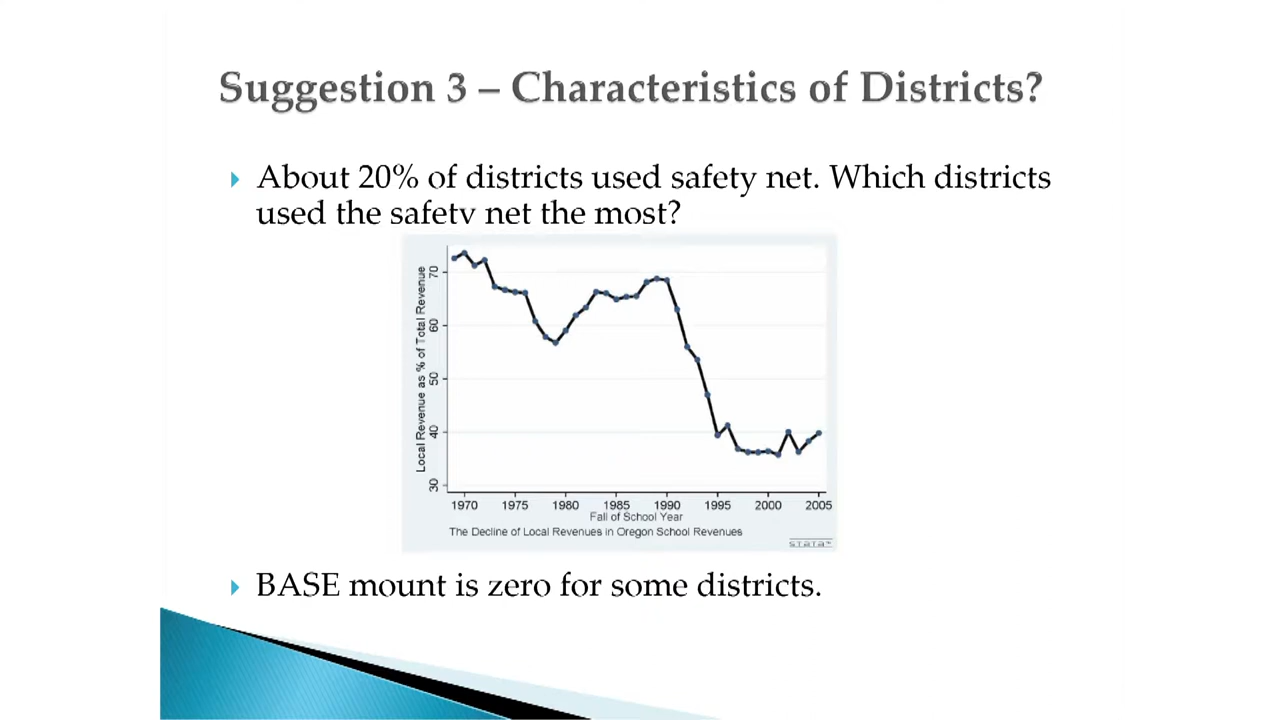 Suggestion 3 – Characteristics of Districts?
About 20% of districts used safety net. Which districts
used the safety net the most?
Local Revenue as % of Total Revenue
70
60
50
40
30
1970 1975 1980 1985 1990 1995 2000 2005
Fall of School Year
The Decline of Local Revenues in Oregon School Revenues
STATA™
BASE mount is zero for some districts.